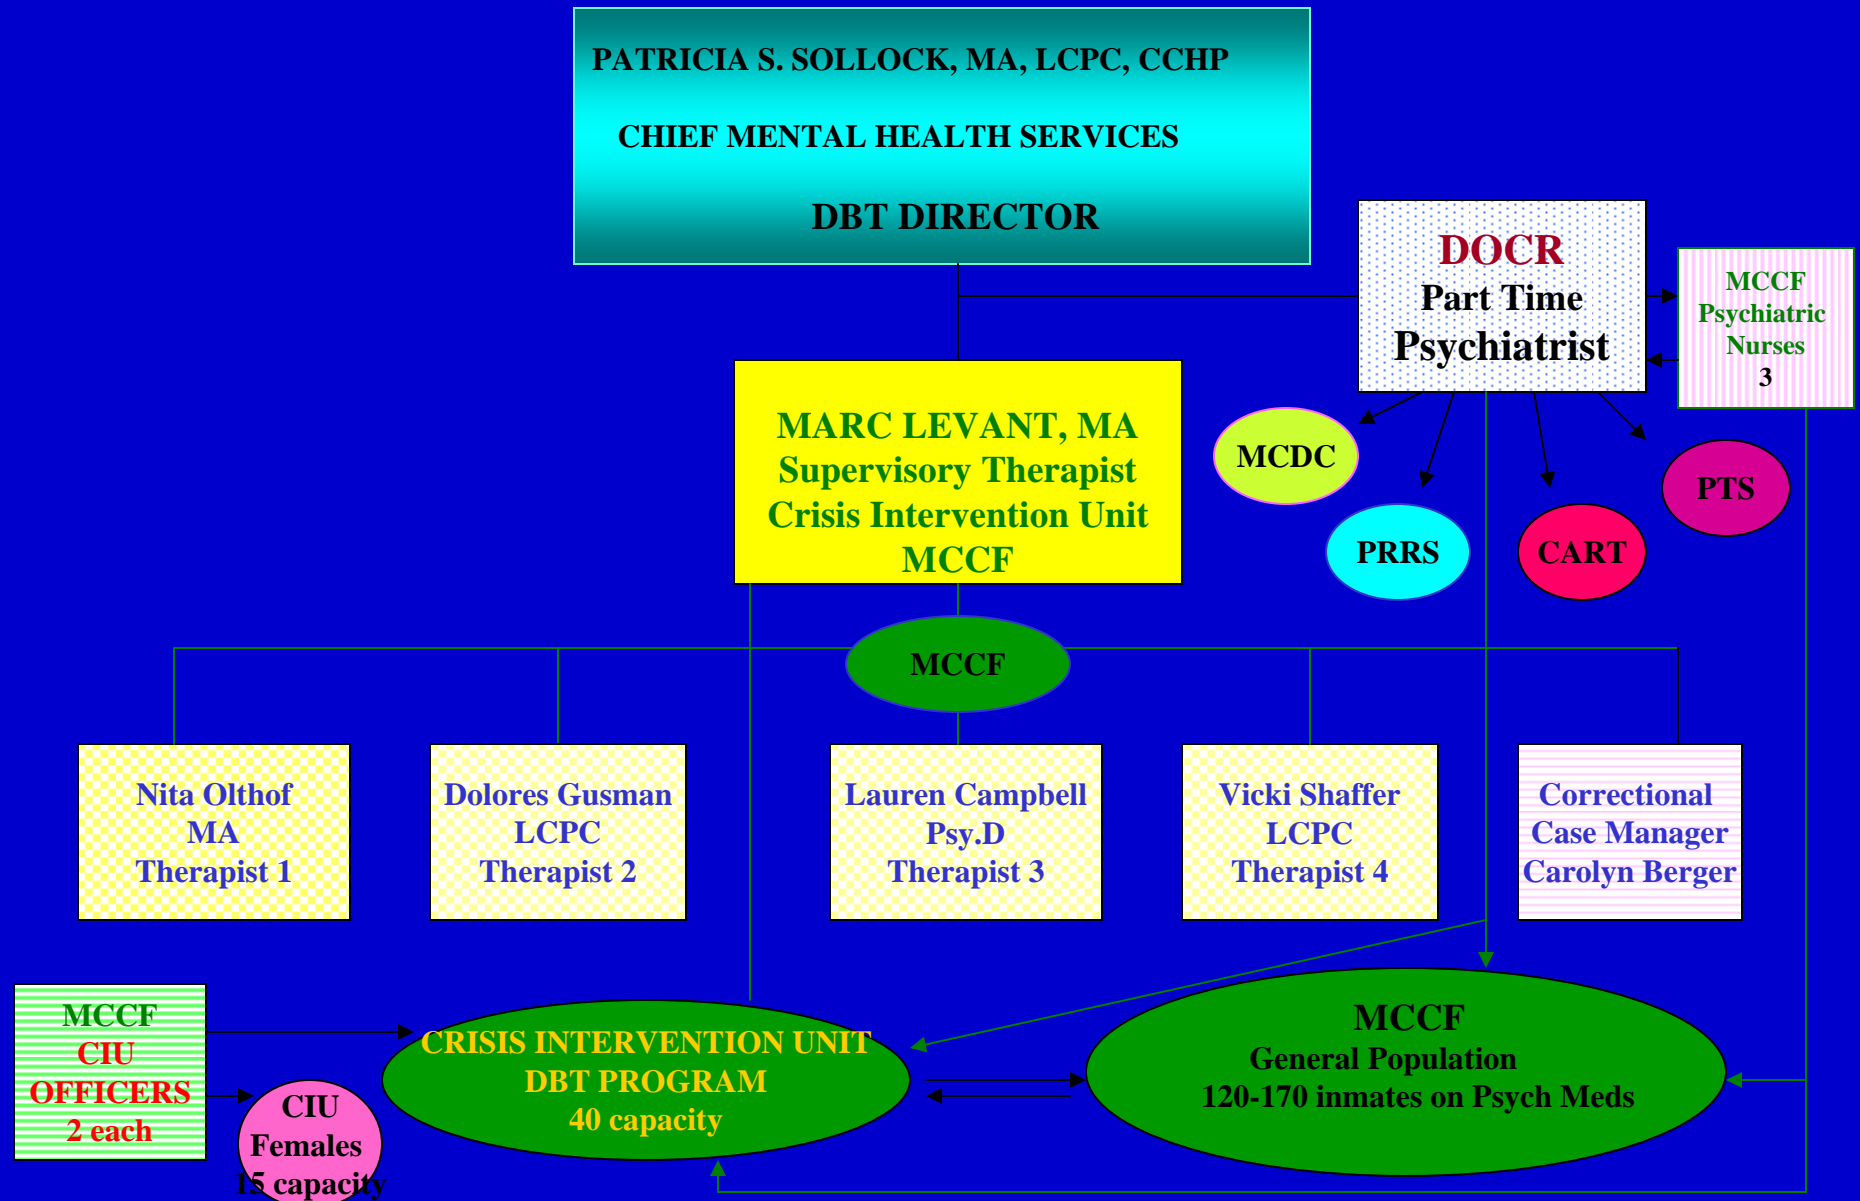 PATRICIA S. SOLLOCK, MA, LCPC, CCHP
CHIEF MENTAL HEALTH SERVICES
DBT DIRECTOR
DOCR
Part Time
Psychiatrist
MCCF
Psychiatric
Nurses
3
MARC LEVANT, MA
Supervisory Therapist
Crisis Intervention Unit
MCCF
MCDC
PRRS
CART
PTS
MCCF
Nita Olthof
MA
Therapist 1
Dolores Gusman
LCPC
Therapist 2
Lauren Campbell
Psy.D
Therapist 3
Vicki Shaffer
LCPC
Therapist 4
Correctional
Case Manager
Carolyn Berger
MCCF
CIU
OFFICERS
2 each
CIU
Females
15 capacity
CRISIS INTERVENTION UNIT
DBT PROGRAM
40 capacity
MCCF
General Population
120-170 inmates on Psych Meds